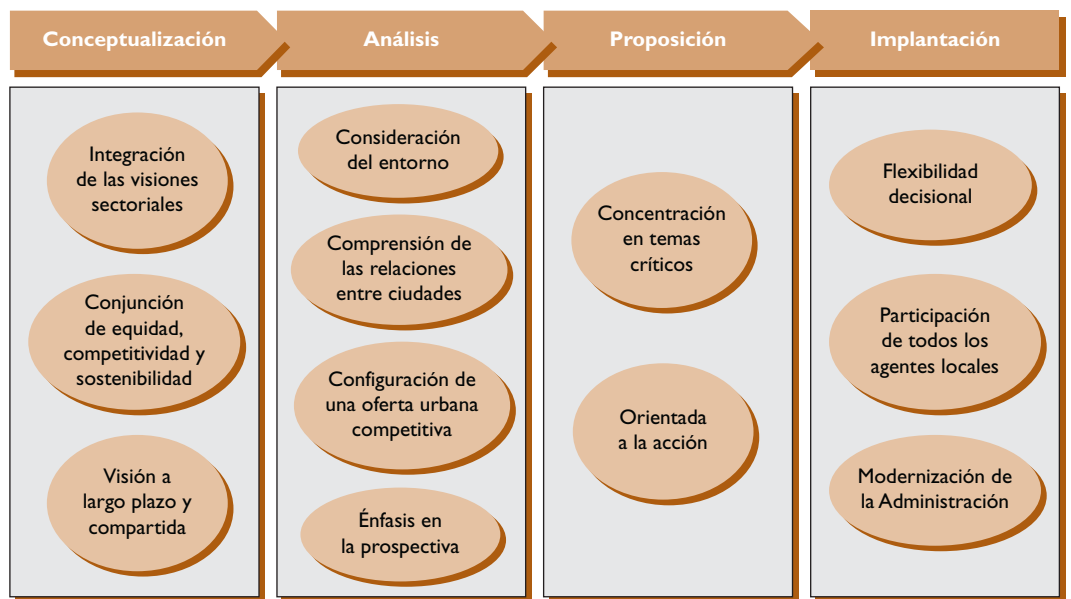 Conceptualización
Análisis
Proposición
Implantación
Integración
de las visiones
sectoriales
Conjunción
de equidad,
competitividad y
sostenibilidad
Visión a
largo plazo y
compartida
Consideración
del entorno
Comprensión de
las relaciones
entre ciudades
Configuración de
una oferta urbana
competitiva
Énfasis en
la prospectiva
Concentración
en temas
críticos
Orientada
a la acción
Flexibilidad
decisional
Participación
de todos los
agentes locales
Modernización de
la Administración